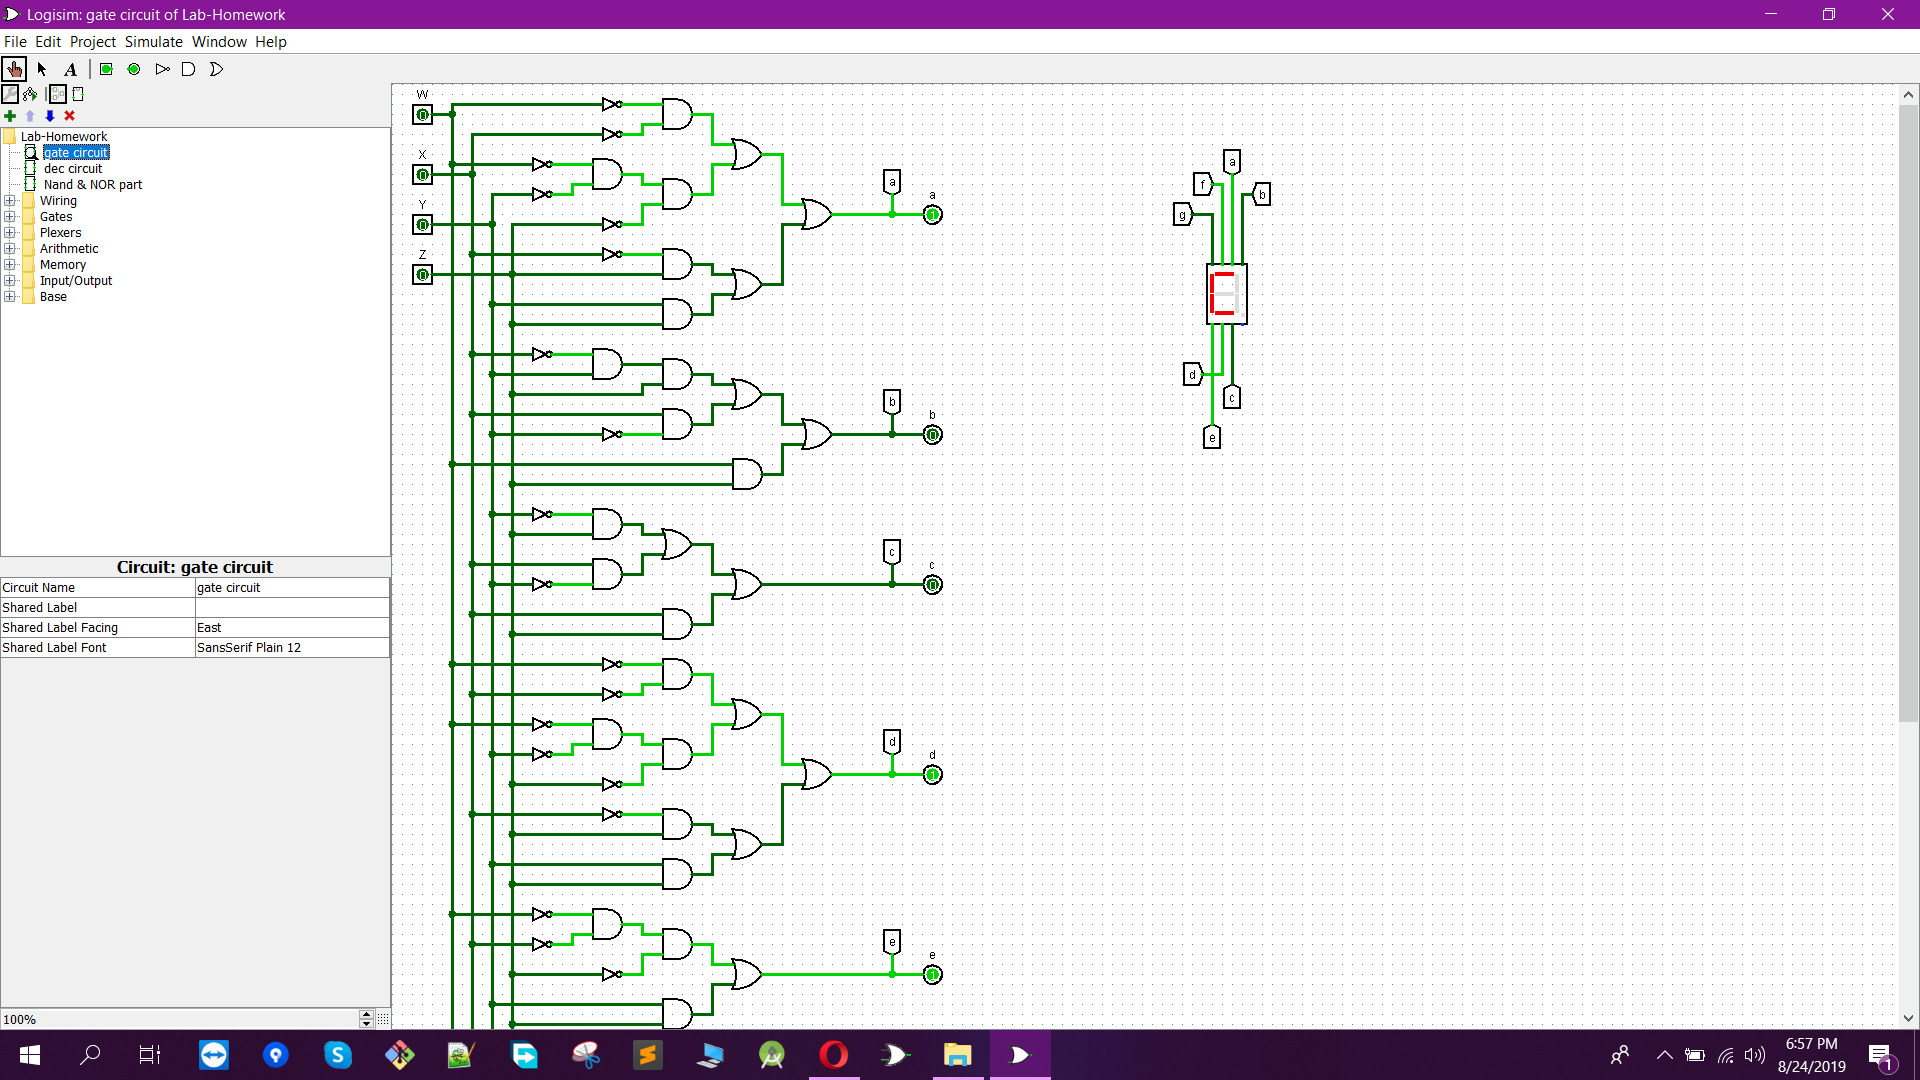 Logisim: gate circuit of Lab-Homework
File Edit Project Simulate Window Help
A
Lab-Homework
gate circuit
dec circuit
Nand & NOR part
Wiring
Gates
Plexers
Arithmetic
Memory
Input/Output
Base
Circuit: gate circuit
Circuit Name gate circuit
Shared Label
Shared Label Facing East
Shared Label Font SansSerif Plain 12
100%
W
0
X
0
Y
0
Z
0
a
a
1
b
b
0
c
c
0
d
d
1
e
e
1
a
f
b
g
d
c
e
6:57 PM
8/24/2019
1